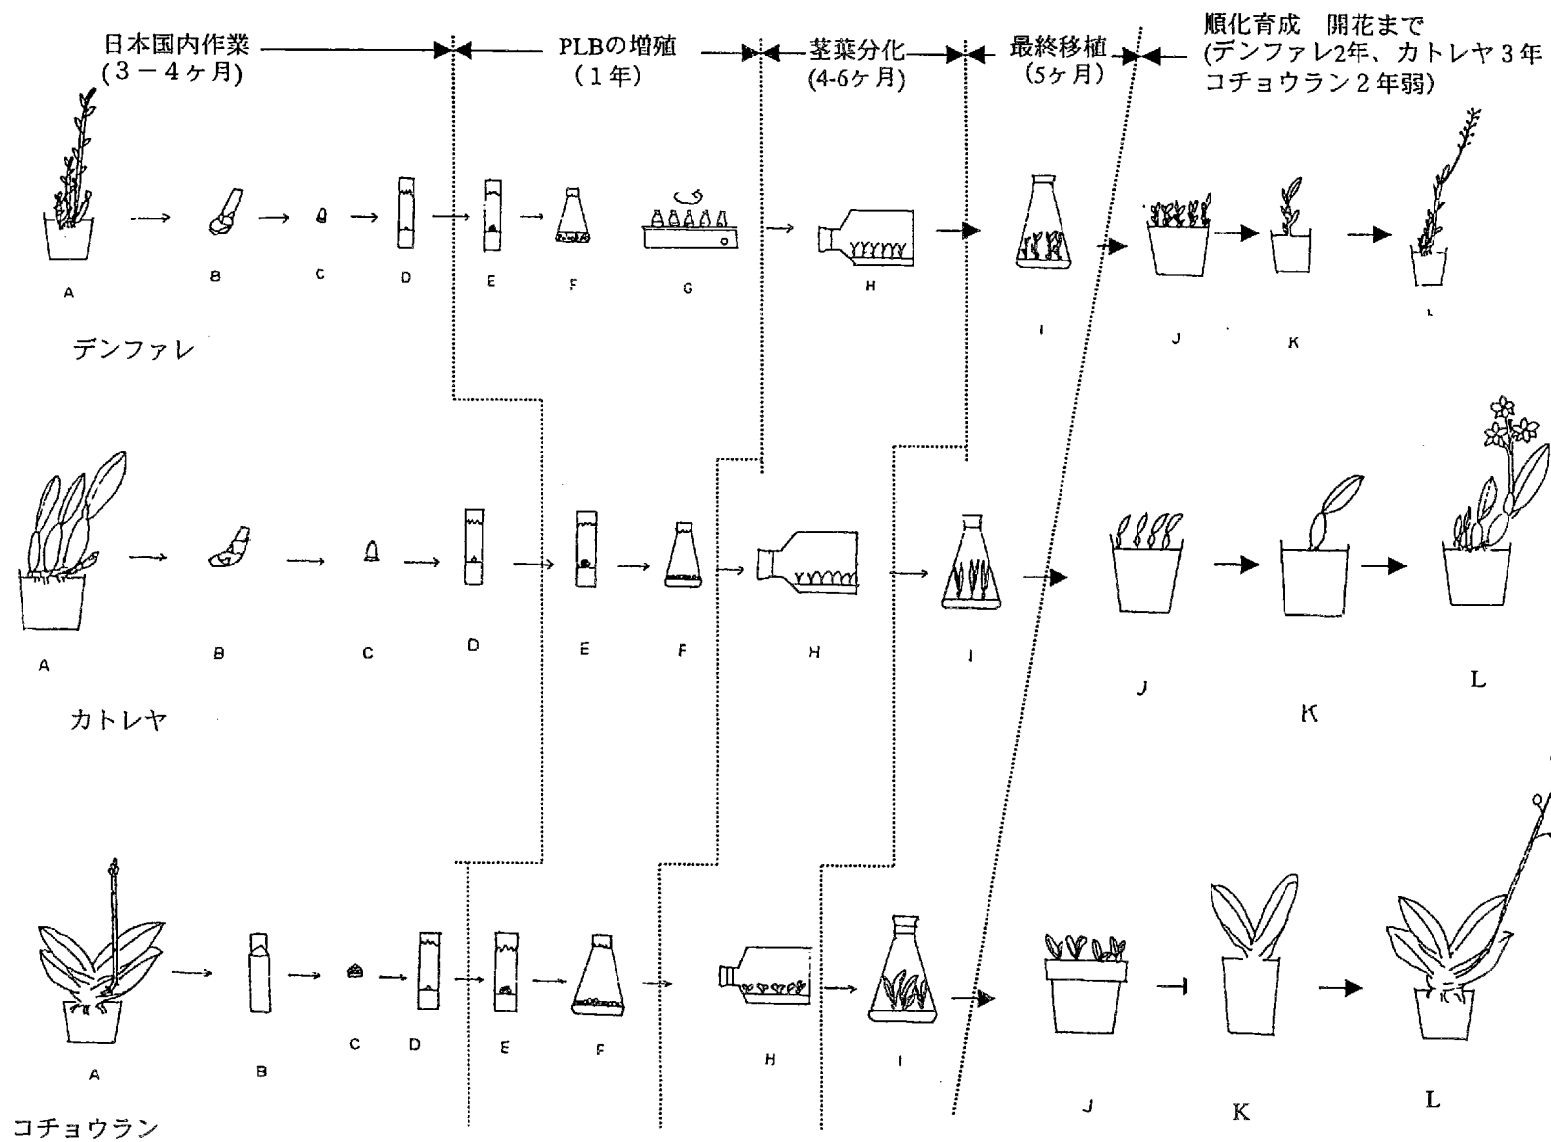 日本国内作業
(３－４ヶ月)
PLBの増殖
(１年)
茎葉分化
(4-6ヶ月)
最終移植
(5ヶ月)
順化育成　開花まで
(デンファレ2年、カトレヤ３年
コチョウラン２年弱)
A
B
C
D
E
F
G
H
I
J
K
L
デンファレ
A
B
C
D
E
F
H
I
J
K
L
カトレヤ
A
B
C
D
E
F
H
I
J
K
L
コチョウラン